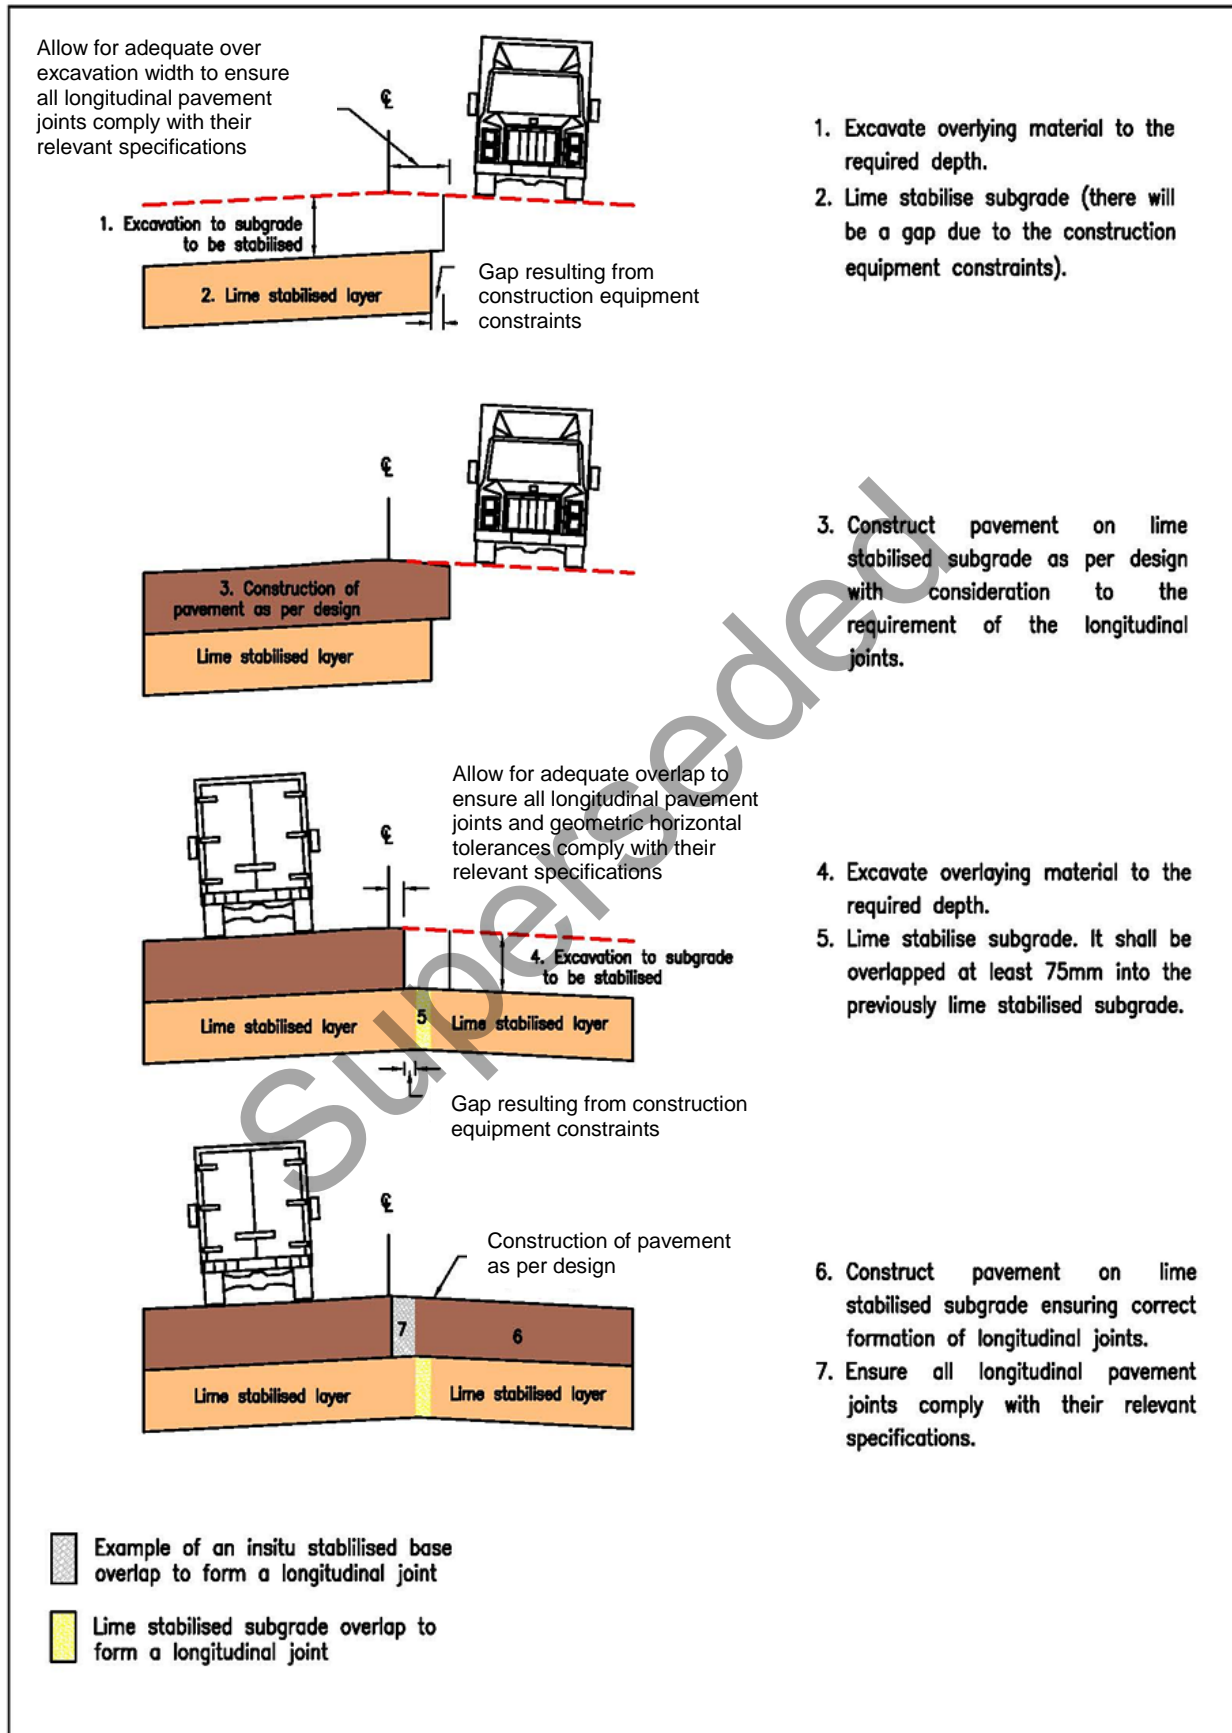 Allow for adequate over
excavation width to ensure
all longitudinal pavement
joints comply with their
relevant specifications
℄
1. Excavation to subgrade
to be stabilised
2. Lime stabilised layer
Gap resulting from
construction equipment
constraints
1. Excavate overlying material to the
required depth.
2. Lime stabilise subgrade (there will
be a gap due to the construction
equipment constraints).
℄
3. Construction of
pavement as per design
Lime stabilised layer
3. Construct pavement on lime
stabilised subgrade as per design
with consideration to the
requirement of the longitudinal
joints.
Allow for adequate overlap to
ensure all longitudinal pavement
joints and geometric horizontal
tolerances comply with their
relevant specifications
℄
4. Excavation to subgrade
to be stabilised
Lime stabilised layer
5
Lime stabilised layer
Gap resulting from construction
equipment constraints
4. Excavate overlaying material to the
required depth.
5. Lime stabilise subgrade. It shall be
overlapped at least 75mm into the
previously lime stabilised subgrade.
℄
Construction of pavement
as per design
7
6
Lime stabilised layer
Lime stabilised layer
6. Construct pavement on lime
stabilised subgrade ensuring correct
formation of longitudinal joints.
7. Ensure all longitudinal pavement
joints comply with their relevant
specifications.
Example of an insitu stablilised base
overlap to form a longitudinal joint
Lime stabilised subgrade overlap to
form a longitudinal joint
Superseded